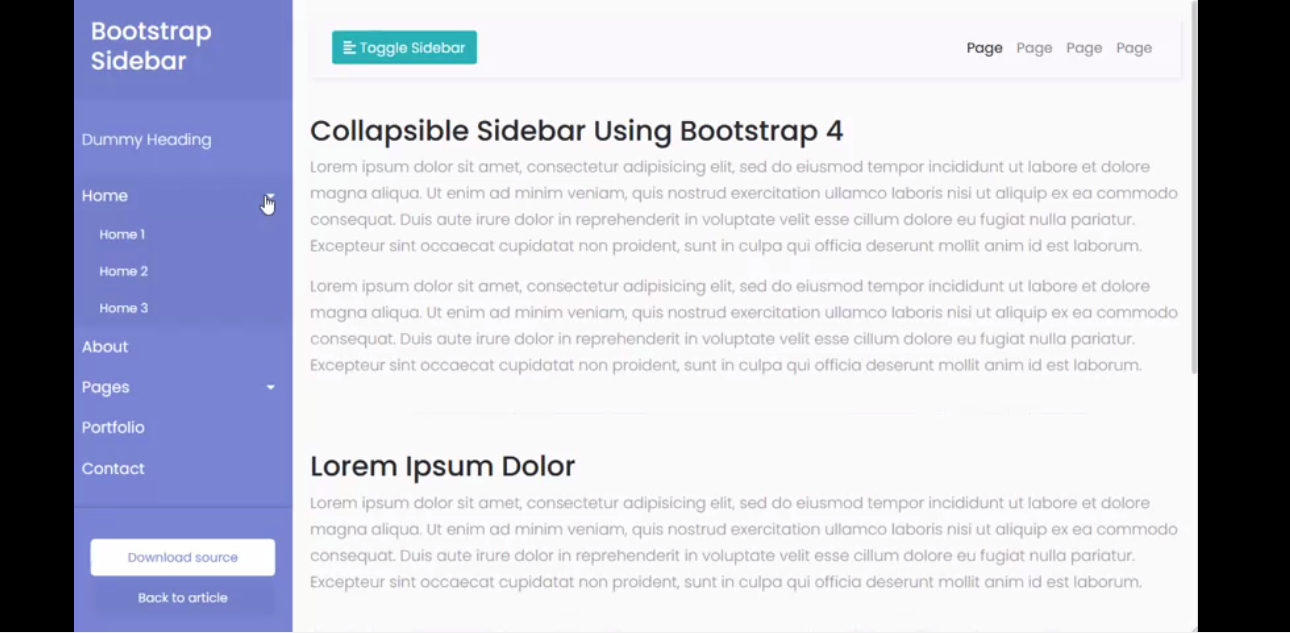 Bootstrap
Sidebar
Dummy Heading
Home
Home 1
Home 2
Home 3
About
Pages
Portfolio
Contact
Download source
Back to article
Toggle Sidebar
Page Page Page Page
Collapsible Sidebar Using Bootstrap 4
Lorem ipsum dolor sit amet, consectetur adipisicing elit, sed do eiusmod tempor incididunt ut labore et dolore
magna aliqua. Ut enim ad minim veniam, quis nostrud exercitation ullamco laboris nisi ut aliquip ex ea commodo
consequat. Duis aute irure dolor in reprehenderit in voluptate velit esse cillum dolore eu fugiat nulla pariatur.
Excepteur sint occaecat cupidatat non proident, sunt in culpa qui officia deserunt mollit anim id est laborum.
Lorem ipsum dolor sit amet, consectetur adipisicing elit, sed do eiusmod tempor incididunt ut labore et dolore
magna aliqua. Ut enim ad minim veniam, quis nostrud exercitation ullamco laboris nisi ut aliquip ex ea commodo
consequat. Duis aute irure dolor in reprehenderit in voluptate velit esse cillum dolore eu fugiat nulla pariatur.
Excepteur sint occaecat cupidatat non proident, sunt in culpa qui officia deserunt mollit anim id est laborum.
Lorem Ipsum Dolor
Lorem ipsum dolor sit amet, consectetur adipisicing elit, sed do eiusmod tempor incididunt ut labore et dolore
magna aliqua. Ut enim ad minim veniam, quis nostrud exercitation ullamco laboris nisi ut aliquip ex ea commodo
consequat. Duis aute irure dolor in reprehenderit in voluptate velit esse cillum dolore eu fugiat nulla pariatur.
Excepteur sint occaecat cupidatat non proident, sunt in culpa qui officia deserunt mollit anim id est laborum.